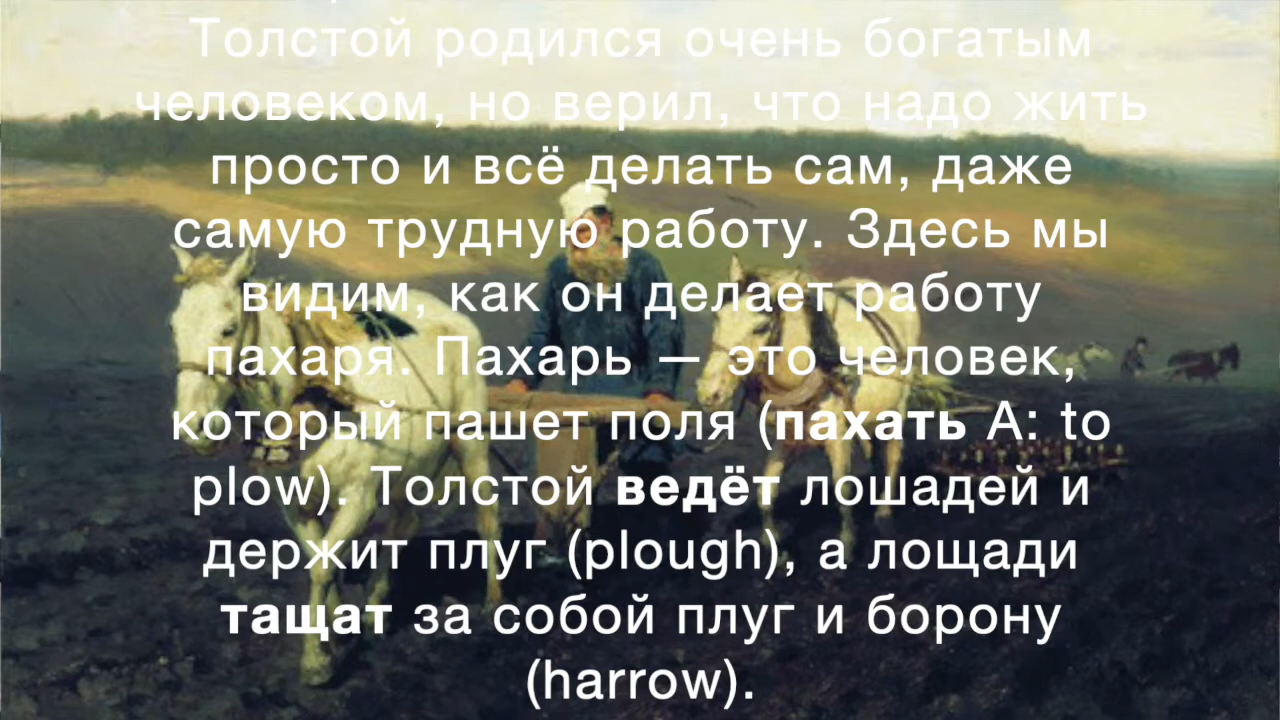 Толстой родился очень богатым
человеком, но верил, что надо жить
просто и всё делать сам, даже
самую трудную работу. Здесь мы
видим, как он делает работу
пахаря. Пахарь — это человек,
который пашет поля (пахать А: to
plow). Толстой ведёт лошадей и
держит плуг (plough), а лощади
тащат за собой плуг и борону
(harrow).